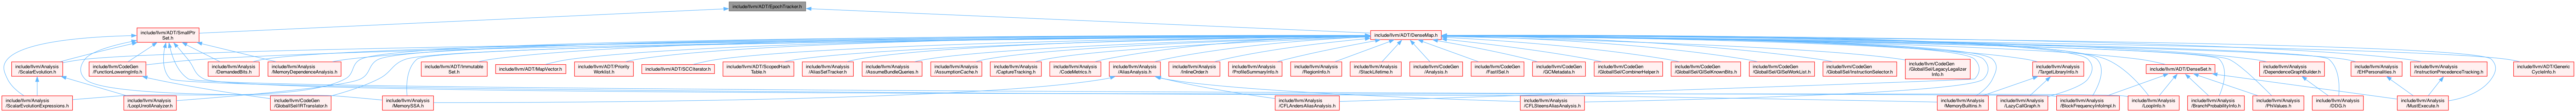 include/llvm/ADT/EpochTracker.h
include/llvm/ADT/SmallPtr
Set.h
include/llvm/ADT/DenseMap.h
include/llvm/Analysis
/ScalarEvolution.h
include/llvm/CodeGen
/FunctionLoweringInfo.h
include/llvm/Analysis
/DemandedBits.h
include/llvm/Analysis
/MemoryDependenceAnalysis.h
include/llvm/ADT/Immutable
Set.h
include/llvm/ADT/MapVector.h
include/llvm/ADT/Priority
Worklist.h
include/llvm/ADT/SCCIterator.h
include/llvm/ADT/ScopedHash
Table.h
include/llvm/Analysis
/AliasSetTracker.h
include/llvm/Analysis
/AssumeBundleQueries.h
include/llvm/Analysis
/AssumptionCache.h
include/llvm/Analysis
/CaptureTracking.h
include/llvm/Analysis
/CodeMetrics.h
include/llvm/Analysis
/AliasAnalysis.h
include/llvm/Analysis
/InlineOrder.h
include/llvm/Analysis
/ProfileSummaryInfo.h
include/llvm/Analysis
/RegionInfo.h
include/llvm/Analysis
/StackLifetime.h
include/llvm/CodeGen
/Analysis.h
include/llvm/CodeGen
/FastISel.h
include/llvm/CodeGen
/GCMetadata.h
include/llvm/CodeGen
/GlobalISel/CombinerHelper.h
include/llvm/CodeGen
/GlobalISel/GISelKnownBits.h
include/llvm/CodeGen
/GlobalISel/GISelWorkList.h
include/llvm/CodeGen
/GlobalISel/InstructionSelector.h
include/llvm/CodeGen
/GlobalISel/LegacyLegalizer
Info.h
include/llvm/Analysis
/TargetLibraryInfo.h
include/llvm/ADT/DenseSet.h
include/llvm/Analysis
/DependenceGraphBuilder.h
include/llvm/Analysis
/EHPersonalities.h
include/llvm/Analysis
/InstructionPrecedenceTracking.h
include/llvm/ADT/Generic
CycleInfo.h
include/llvm/Analysis
/ScalarEvolutionExpressions.h
include/llvm/Analysis
/LoopUnrollAnalyzer.h
include/llvm/CodeGen
/GlobalISel/IRTranslator.h
include/llvm/Analysis
/MemorySSA.h
include/llvm/Analysis
/CFLAndersAliasAnalysis.h
include/llvm/Analysis
/CFLSteensAliasAnalysis.h
include/llvm/Analysis
/MemoryBuiltins.h
include/llvm/Analysis
/LazyCallGraph.h
include/llvm/Analysis
/BlockFrequencyInfoImpl.h
include/llvm/Analysis
/LoopInfo.h
include/llvm/Analysis
/BranchProbabilityInfo.h
include/llvm/Analysis
/PhiValues.h
include/llvm/Analysis
/DDG.h
include/llvm/Analysis
/MustExecute.h